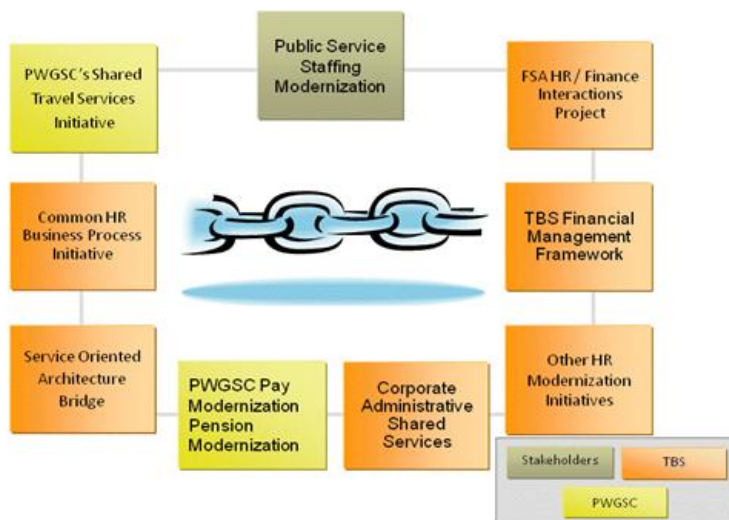 Public Service
Staffing
Modernization
PWGSC's Shared
Travel Services
Initiative
FSA HR / Finance
Interactions
Project
Common HR
Business Process
Initiative
TBS Financial
Management
Framework
Service Oriented
Architecture
Bridge
PWGSC Pay
Modernization
Pension
Modernization
Corporate
Administrative
Shared
Services
Other HR
Modernization
Initiatives
Stakeholders
TBS
PWGSC